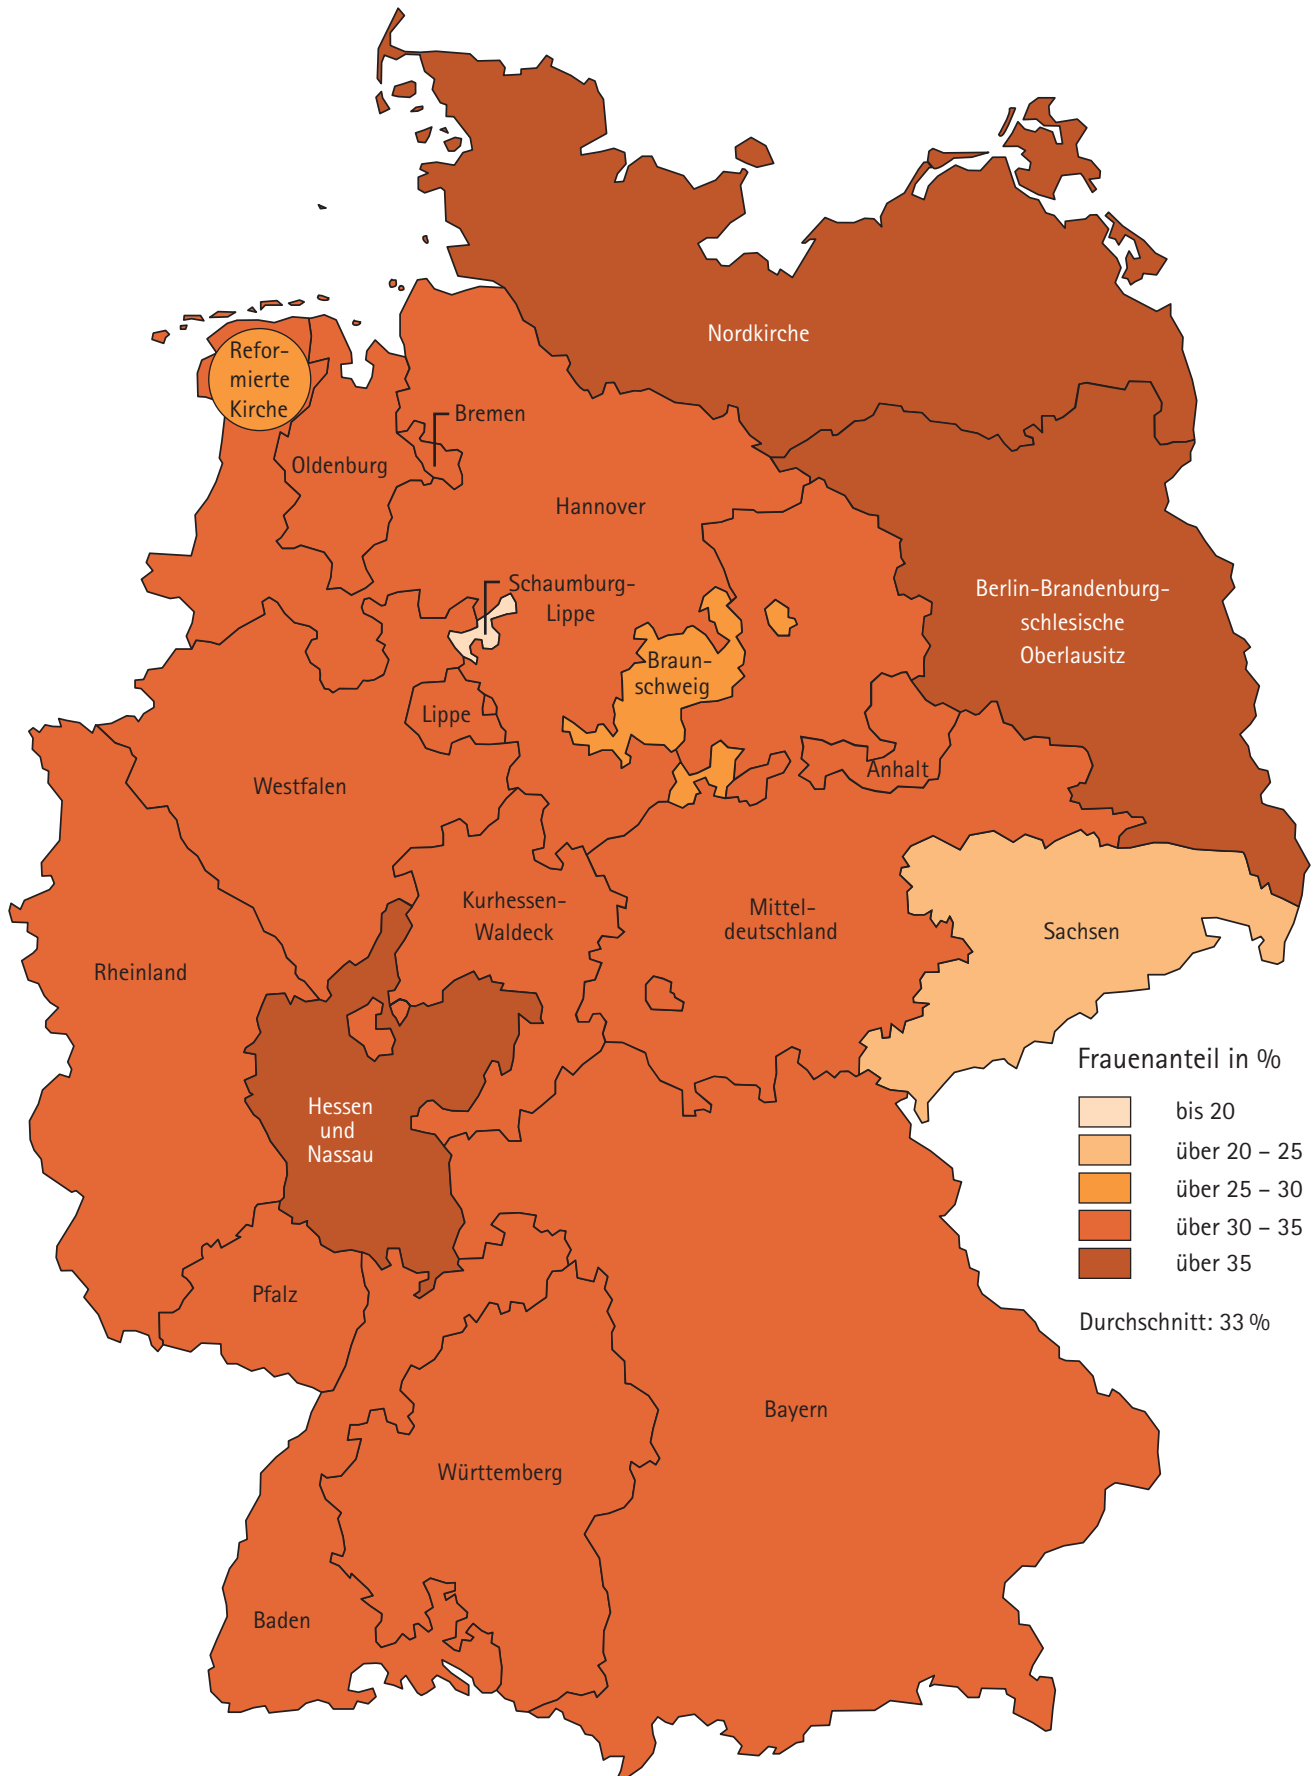 Nordkirche
Refor-
mierte
Kirche
Bremen
Oldenburg
Hannover
Schaumburg-
Lippe
Berlin-Brandenburg-
schlesische
Oberlausitz
Braun-
schweig
Lippe
Anhalt
Westfalen
Kurhessen-
Waldeck
Mittel-
deutschland
Sachsen
Rheinland
Hessen
und
Nassau
Frauenanteil in %
bis 20
über 20 – 25
über 25 – 30
über 30 – 35
über 35
Durchschnitt: 33 %
Pfalz
Bayern
Württemberg
Baden